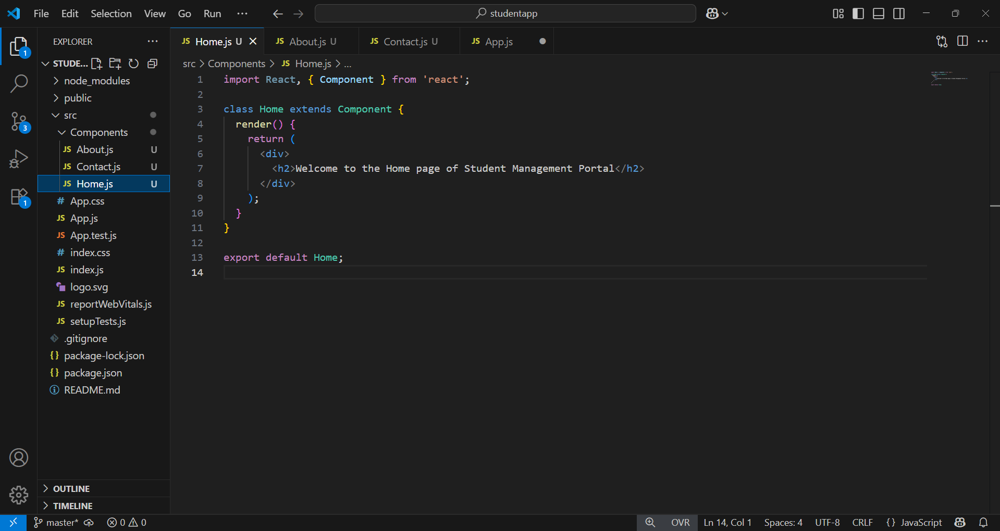 File Edit Selection View Go Run ··· studentapp
EXPLORER ···
Home.js U About.js U Contact.js U App.js
STUDE...
src > Components > JS Home.js > ...
node_modules
public
src
Components
JS About.js U
JS Contact.js U
JS Home.js U
# App.css
JS App.js
JS App.test.js
# index.css
JS index.js
logo.svg
JS reportWebVitals.js
JS setupTests.js
.gitignore
{} package-lock.json
{} package.json
README.md
OUTLINE
TIMELINE
1
3
1
1 import React, { Component } from 'react';
2
3 class Home extends Component {
4 render() {
5 return (
6 <div>
7 <h2>Welcome to the Home page of Student Management Portal</h2>
8 </div>
9 );
10 }
11 }
12
13 export default Home;
14
master* 0 0 OVR Ln 14, Col 1 Spaces: 4 UTF-8 CRLF {} JavaScript